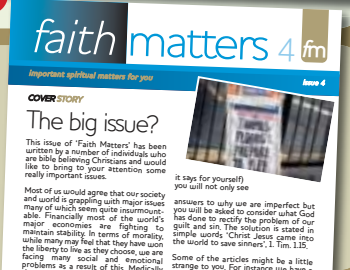 faith matters 4 fm
important spiritual matters for you
issue 4
COVER STORY
The big issue?
This issue of 'Faith Matters' has been
written by a number of individuals who
are bible believing Christians and would
like to bring to your attention some
really important issues.
Most of us would agree that our society
and world is grappling with major issues
many of which seem quite insurmount-
able. Financially most of the world's
major economies are fighting to
maintain stability. In terms of morality,
while many may feel that they have won
the liberty to live as they choose, we are
facing many social and emotional
problems as a result of this. Medically
it says for yourself)
you will not only see
answers to why we are imperfect but
you will be asked to consider what God
has done to rectify the problem of our
guilt and sin. The solution is stated in
simple words 'Christ Jesus came into
the world to save sinners', 1. Tim. 1.15.
Some of the articles might be a little
strange to you. For instance we have a